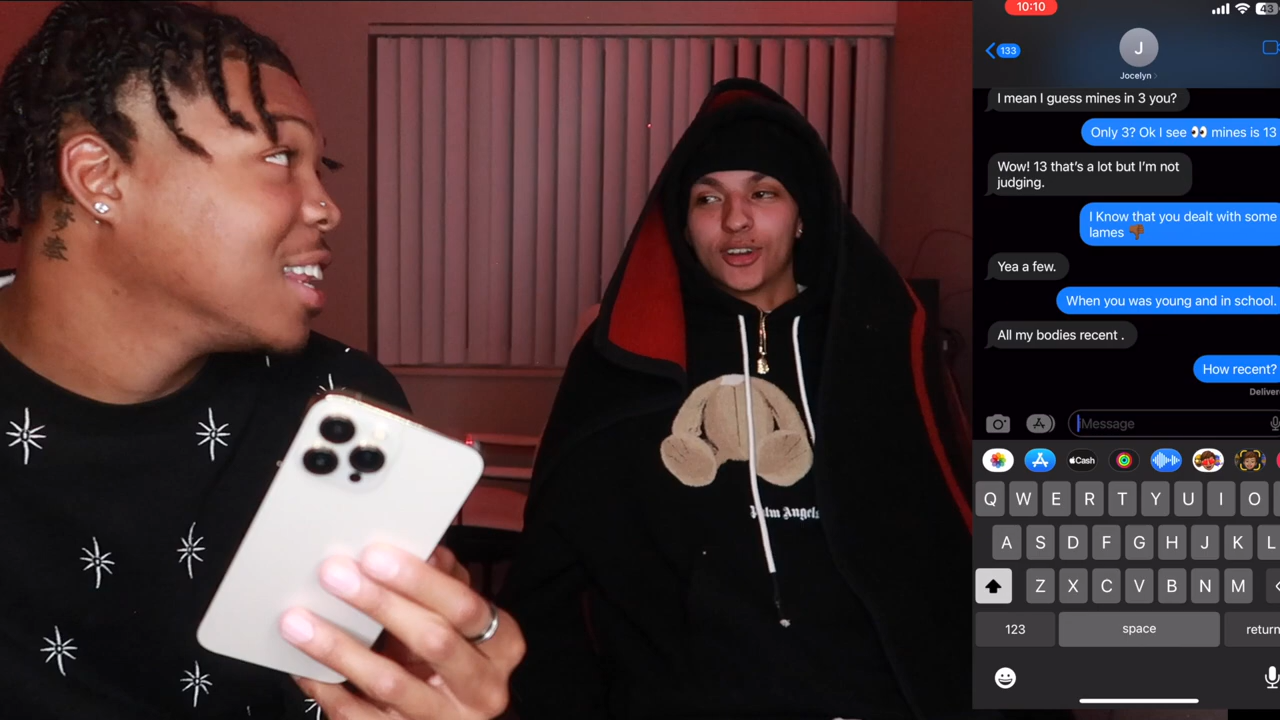 10:10
43
133
J
Jocelyn
I mean I guess mines in 3 you?
Only 3? Ok I see 👀 mines is 13
Wow! 13 that's a lot but I'm not
judging.
I Know that you dealt with some
lames 👎🏾
Yea a few.
When you was young and in school.
All my bodies recent .
How recent?
Deliver
Message
Cash
Q W E R T Y U I O
A S D F G H J K L
Z X C V B N M
123 space return
Palm Angels